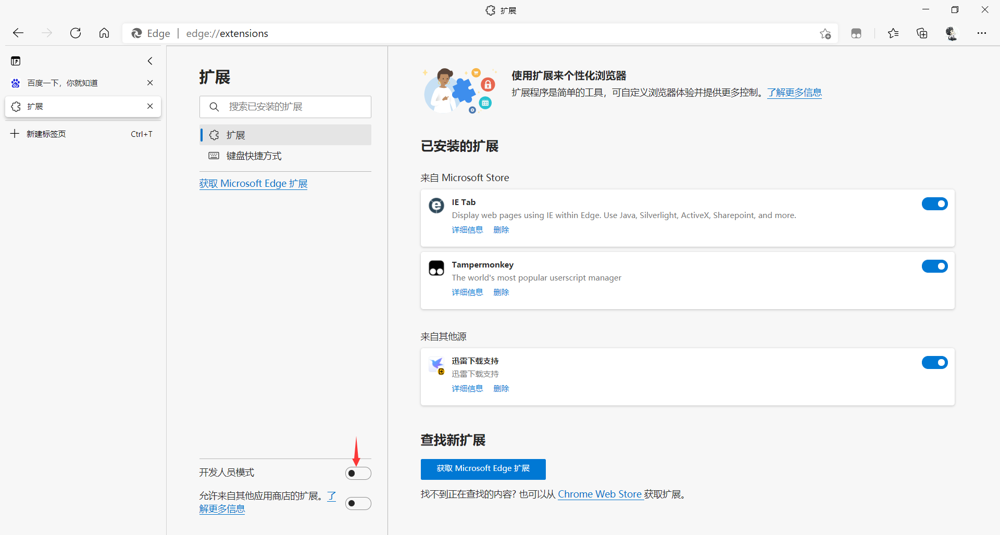 扩展
Edge | edge://extensions
百度一下，你就知道
扩展
新建标签页 Ctrl+T
扩展
搜索已安装的扩展
扩展
键盘快捷方式
获取 Microsoft Edge 扩展
开发人员模式
允许来自其他应用商店的扩展。了
解更多信息
使用扩展来个性化浏览器
扩展程序是简单的工具，可自定义浏览器体验并提供更多控制。了解更多信息
已安装的扩展
来自 Microsoft Store
IE Tab
Display web pages using IE within Edge. Use Java, Silverlight, ActiveX, Sharepoint, and more.
详细信息 删除
Tampermonkey
The world's most popular userscript manager
详细信息 删除
来自其他源
迅雷下载支持
迅雷下载支持
详细信息 删除
查找新扩展
获取 Microsoft Edge 扩展
找不到正在查找的内容? 也可以从 Chrome Web Store 获取扩展。